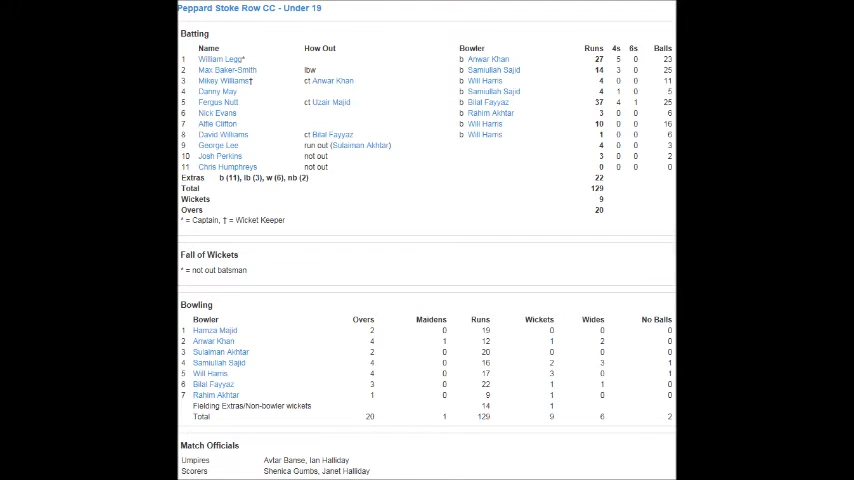 Peppard Stoke Row CC - Under 19
Batting
Name How Out Bowler Runs 4s 6s Balls
1 William Legg* b Anwar Khan 27 5 0 23
2 Max Baker-Smith lbw b Samiullah Sajid 14 3 0 25
3 Mikey Williams† ct Anwar Khan b Will Harris 4 0 0 11
4 Danny May b Samiullah Sajid 4 1 0 5
5 Fergus Nutt ct Uzair Majid b Bilal Fayyaz 37 4 1 25
6 Nick Evans b Rahim Akhtar 3 0 0 6
7 Alfie Clifton b Will Harris 10 0 0 16
8 David Williams ct Bilal Fayyaz b Will Harris 1 0 0 6
9 George Lee run out (Sulaiman Akhtar) 4 0 0 3
10 Josh Perkins not out 3 0 0 2
11 Chris Humphreys not out 0 0 0 0
Extras b (11), lb (3), w (6), nb (2) 22
Total 129
Wickets 9
Overs 20
* = Captain, † = Wicket Keeper
Fall of Wickets
* = not out batsman
Bowling
Bowler Overs Maidens Runs Wickets Wides No Balls
1 Hamza Majid 2 0 19 0 0 0
2 Anwar Khan 4 1 12 1 2 0
3 Sulaiman Akhtar 2 0 20 0 0 0
4 Samiullah Sajid 4 0 16 2 3 1
5 Will Harris 4 0 17 3 0 1
6 Bilal Fayyaz 3 0 22 1 1 0
7 Rahim Akhtar 1 0 9 1 0 0
Fielding Extras/Non-bowler wickets 14 1
Total 20 1 129 9 6 2
Match Officials
Umpires Avtar Banse, Ian Halliday
Scorers Shenica Gumbs, Janet Halliday